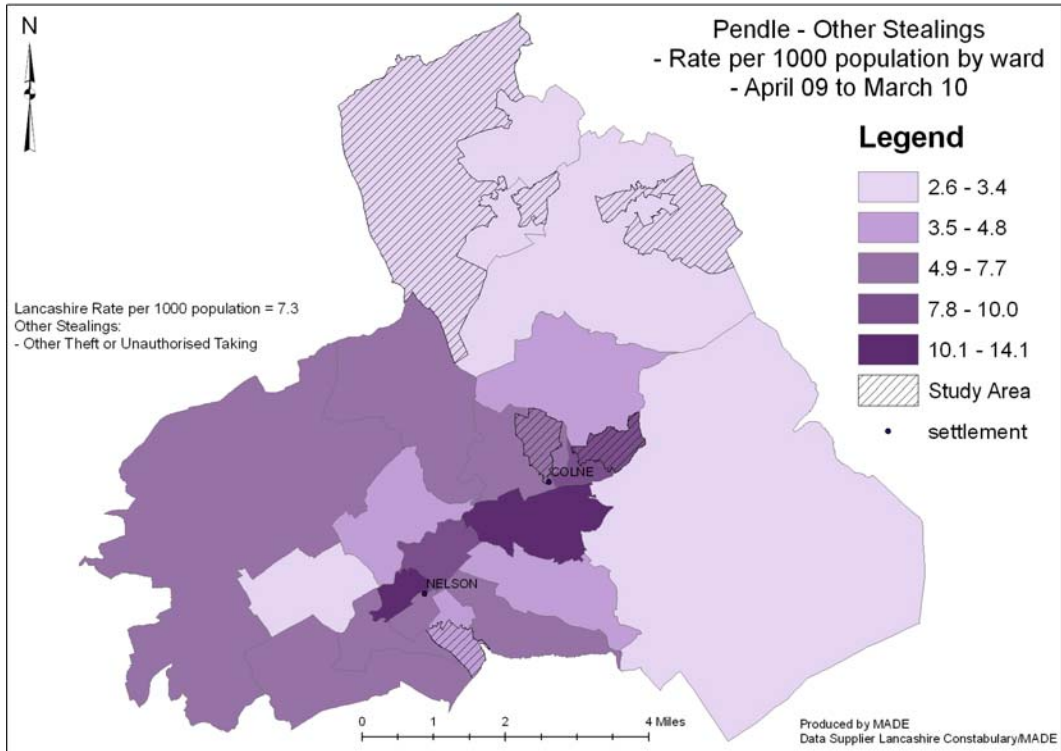 N
Pendle - Other Stealings
- Rate per 1000 population by ward
- April 09 to March 10
Legend
2.6 - 3.4
3.5 - 4.8
4.9 - 7.7
7.8 - 10.0
10.1 - 14.1
Study Area
settlement
Lancashire Rate per 1000 population = 7.3
Other Stealings:
- Other Theft or Unauthorised Taking
COLNE
NELSON
0 1 2 4 Miles
Produced by MADE
Data Supplier Lancashire Constabulary/MADE